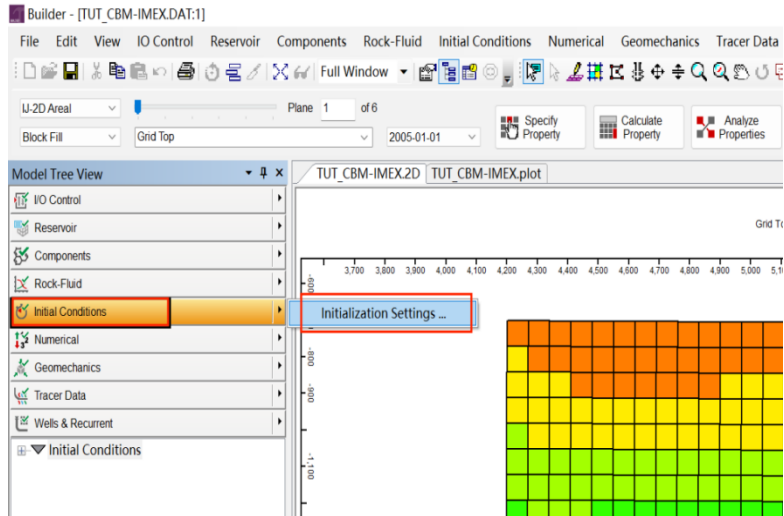 Builder - [TUT_CBM-IMEX.DAT:1]
File Edit View IO Control Reservoir Components Rock-Fluid Initial Conditions Numerical Geomechanics Tracer Data
Full Window
IJ-2D Areal Plane 1 of 6
Block Fill Grid Top 2005-01-01
Specify Property
Calculate Property
Analyze Properties
Model Tree View
TUT_CBM-IMEX.2D TUT_CBM-IMEX.plot
I/O Control
Reservoir
Components
Rock-Fluid
Initial Conditions
Initialization Settings ...
Numerical
Geomechanics
Tracer Data
Wells & Recurrent
Initial Conditions
3,700 3,800 3,900 4,000 4,100 4,200 4,300 4,400 4,500 4,600 4,700 4,800 4,900 5,000
-600
-800
-900
-1,100